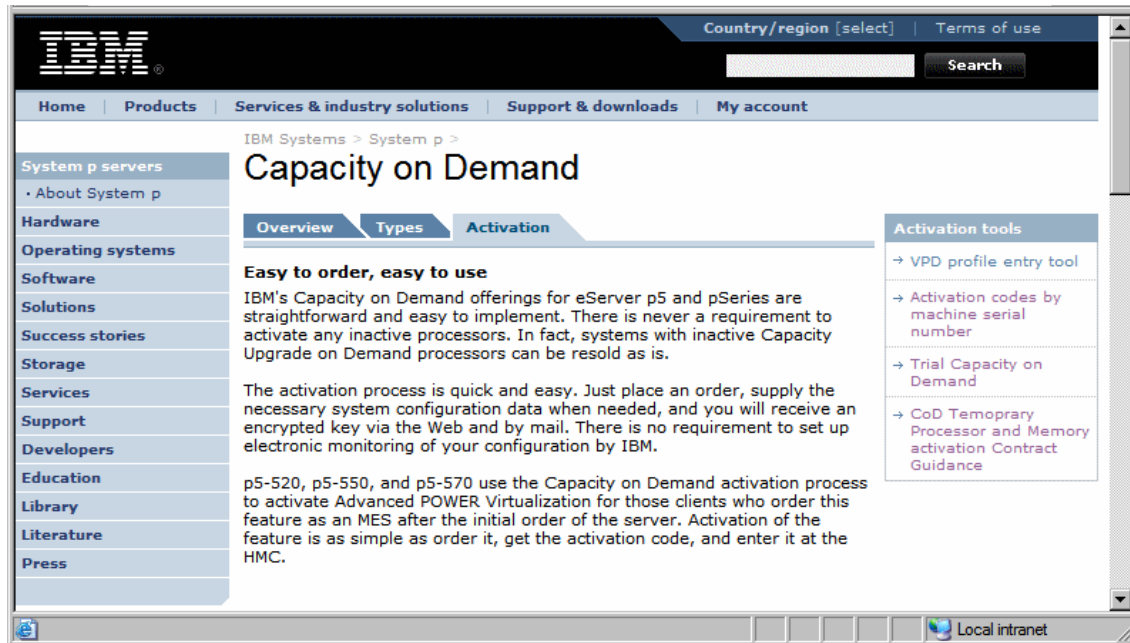 Country/region [select] | Terms of use
IBM®
Search
Home | Products | Services & industry solutions | Support & downloads | My account
IBM Systems > System p >
Capacity on Demand
System p servers
· About System p
Hardware
Operating systems
Software
Solutions
Success stories
Storage
Services
Support
Developers
Education
Library
Literature
Press
Overview
Types
Activation
Easy to order, easy to use
IBM's Capacity on Demand offerings for eServer p5 and pSeries are
straightforward and easy to implement. There is never a requirement to
activate any inactive processors. In fact, systems with inactive Capacity
Upgrade on Demand processors can be resold as is.
The activation process is quick and easy. Just place an order, supply the
necessary system configuration data when needed, and you will receive an
encrypted key via the Web and by mail. There is no requirement to set up
electronic monitoring of your configuration by IBM.
p5-520, p5-550, and p5-570 use the Capacity on Demand activation process
to activate Advanced POWER Virtualization for those clients who order this
feature as an MES after the initial order of the server. Activation of the
feature is as simple as order it, get the activation code, and enter it at the
HMC.
Activation tools
→ VPD profile entry tool
→ Activation codes by
machine serial
number
→ Trial Capacity on
Demand
→ CoD Temoprary
Processor and Memory
activation Contract
Guidance
Local intranet